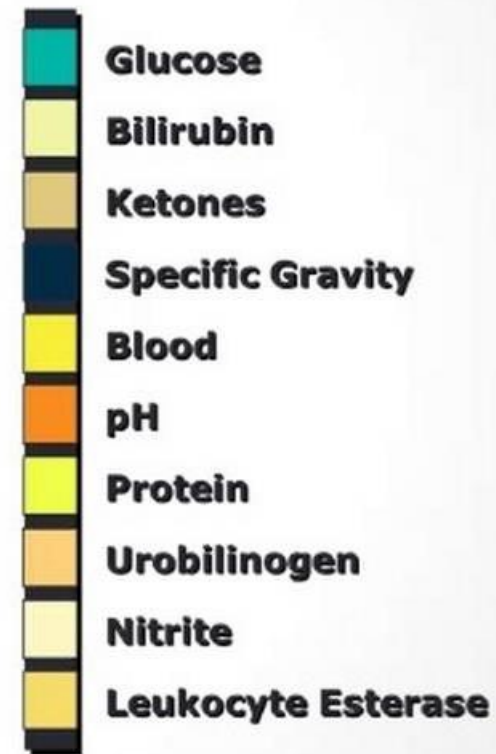 Glucose
Bilirubin
Ketones
Specific Gravity
Blood
pH
Protein
Urobilinogen
Nitrite
Leukocyte Esterase